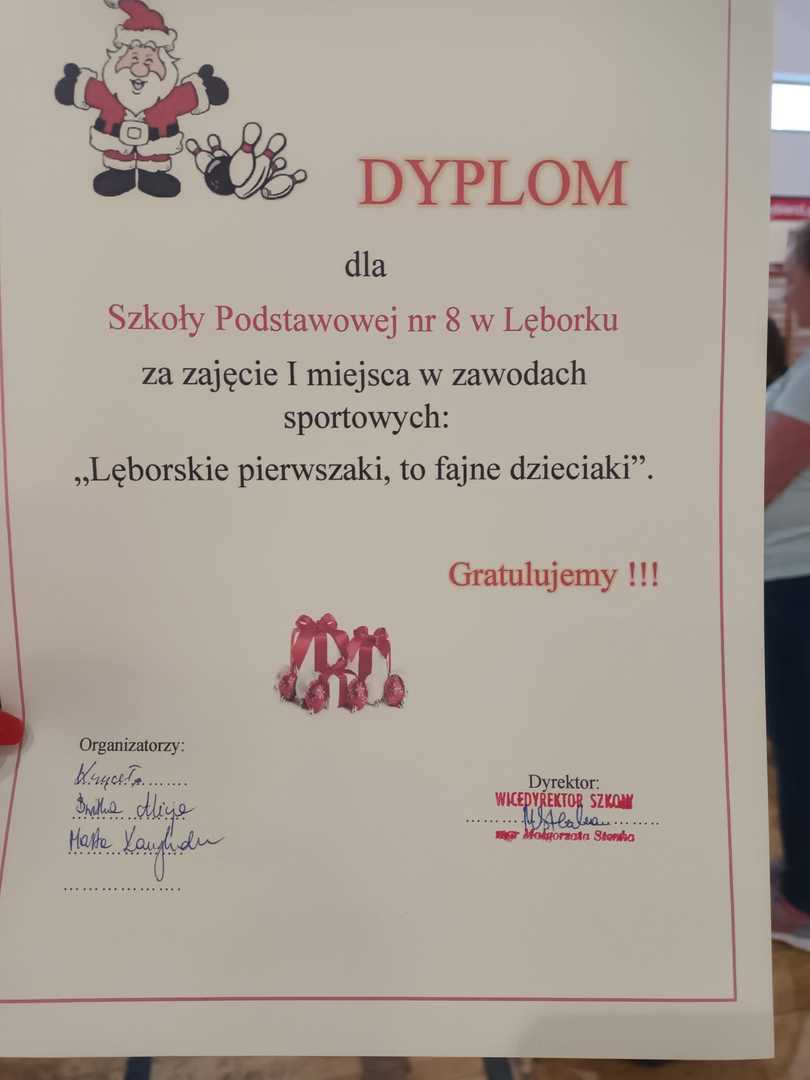 DYPLOM
dla
Szkoły Podstawowej nr 8 w Lęborku
za zajęcie I miejsca w zawodach
sportowych:
„Lęborskie pierwszaki, to fajne dzieciaki”.
Gratulujemy !!!
Organizatorzy:
Marta
Dyrektor:
WICEDYREKTOR SZKOŁY
mgr Małgorzata